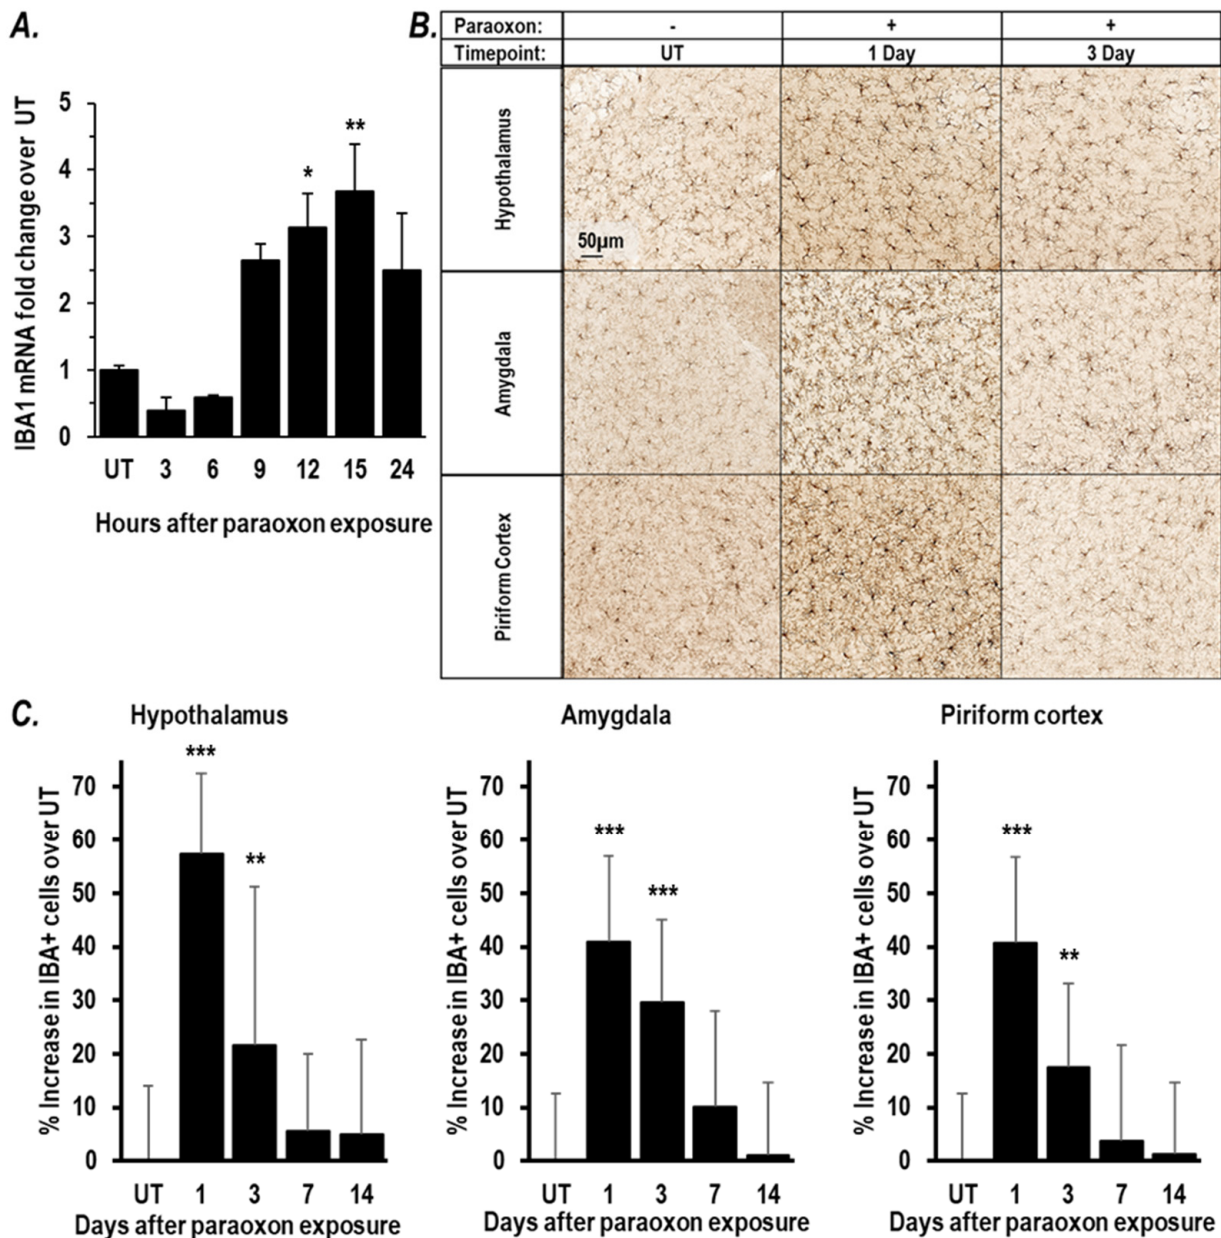 A.
IBA1 mRNA fold change over UT
5
4
3
2
1
0
*
**
UT 3 6 9 12 15 24
Hours after paraoxon exposure
B.
Paraoxon: - + +
Timepoint: UT 1 Day 3 Day
Hypothalamus
50µm
Amygdala
Piriform Cortex
C.
Hypothalamus
% Increase in IBA+ cells over UT
70
60
50
40
30
20
10
0
***
**
UT 1 3 7 14
Days after paraoxon exposure
Amygdala
% Increase in IBA+ cells over UT
70
60
50
40
30
20
10
0
***
***
UT 1 3 7 14
Days after paraoxon exposure
Piriform cortex
% Increase in IBA+ cells over UT
70
60
50
40
30
20
10
0
***
**
UT 1 3 7 14
Days after paraoxon exposure